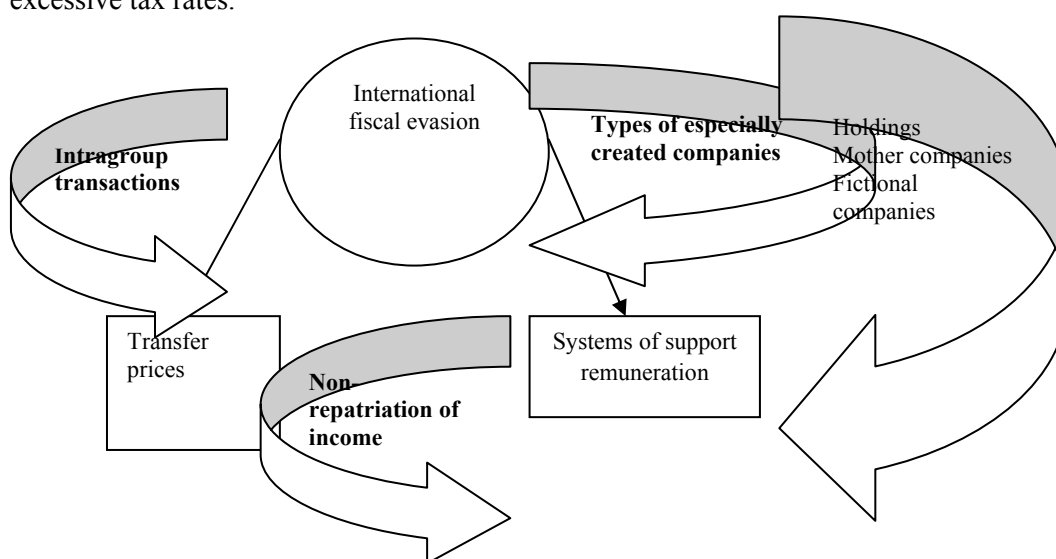 excessive tax rates.
International
fiscal evasion
Intragroup
transactions
Types of especially
created companies
Holdings
Mother companies
Fictional
companies
Transfer
prices
Non-
repatriation of
income
Systems of support
remuneration